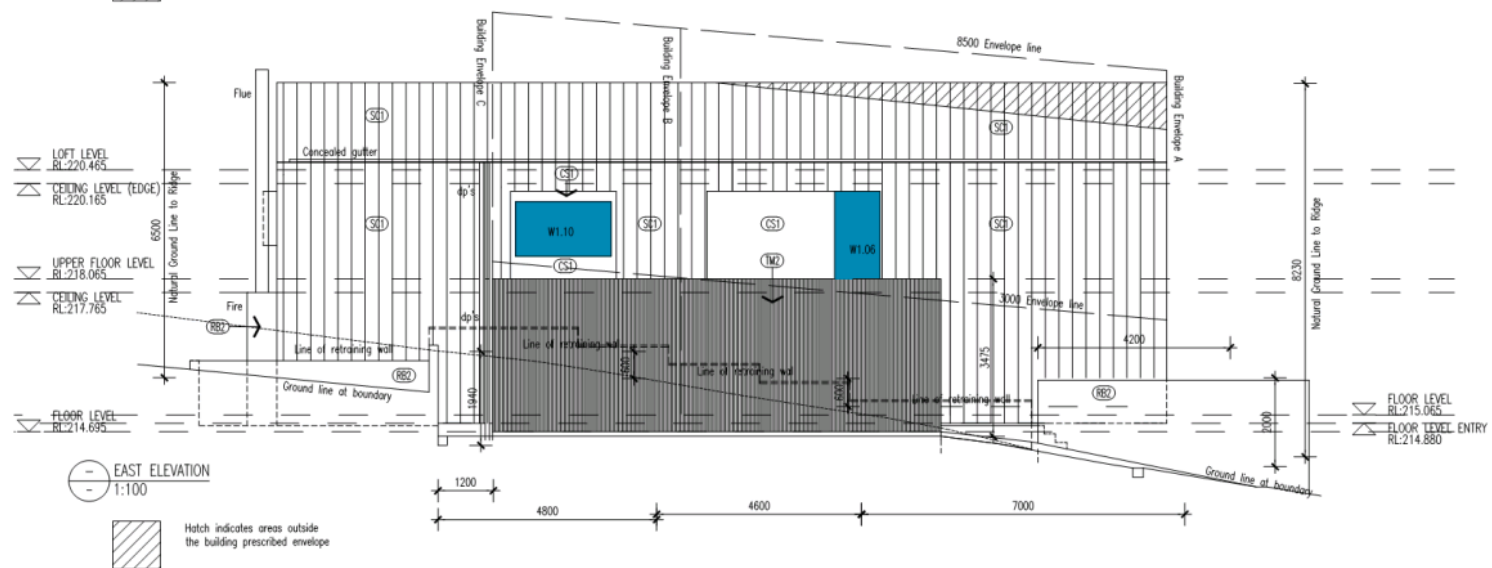 8500 Envelope line
Building Envelope C
Building Envelope B
Building Envelope A
Flue
SC1
SC1
Concealed gutter
LOFT LEVEL
RL:220.465
CEILING LEVEL (EDGE)
RL:220.165
6500
Natural Ground Line to Ridge
dp's
CS1
SC1
SC1
CS1
SC1
W1.10
W1.06
CS1
TM2
UPPER FLOOR LEVEL
RL:218.065
CEILING LEVEL
RL:217.765
8230
Natural Ground Line to Ridge
3000 Envelope line
Fire
RB2
dp's
Line of retraining wall
Line of retraining wall
4200
3475
Line of retraining wall
600
RB2
Ground line at boundary
1940
600
Line of retraining wall
RB2
2000
FLOOR LEVEL
RL:214.695
FLOOR LEVEL
RL:215.065
FLOOR LEVEL ENTRY
RL:214.880
Ground line at boundary
EAST ELEVATION
1:100
1200
4800
4600
7000
Hatch indicates areas outside
the building prescribed envelope